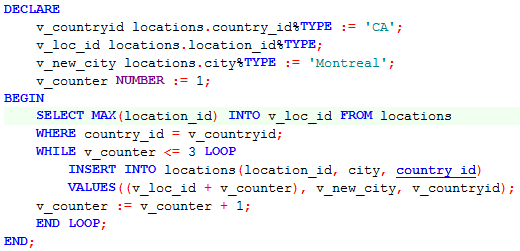 DECLARE
    v_countryid locations.country_id%TYPE := 'CA';
    v_loc_id locations.location_id%TYPE;
    v_new_city locations.city%TYPE := 'Montreal';
    v_counter NUMBER := 1;
BEGIN
    SELECT MAX(location_id) INTO v_loc_id FROM locations
    WHERE country_id = v_countryid;
    WHILE v_counter <= 3 LOOP
        INSERT INTO locations(location_id, city, country_id)
        VALUES((v_loc_id + v_counter), v_new_city, v_countryid);
    v_counter := v_counter + 1;
    END LOOP;
END;